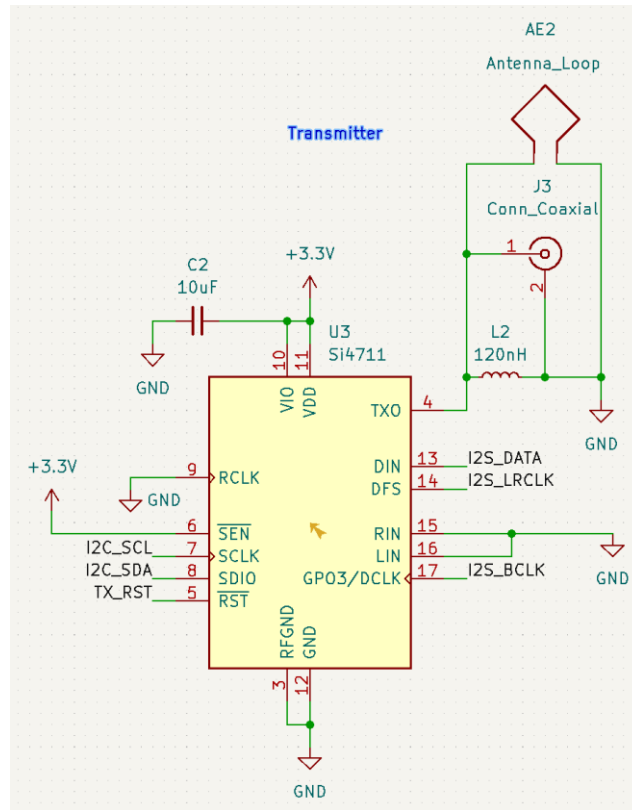 AE2
Antenna_Loop
Transmitter
J3
Conn_Coaxial
1
2
+3.3V
C2
10uF
GND
U3
Si4711
L2
120nH
10
11
VIO
VDD
TXO
4
GND
+3.3V
9
RCLK
GND
DIN
13
I2S_DATA
DFS
14
I2S_LRCLK
6
SEN
RIN
15
I2C_SCL
7
SCLK
LIN
16
GND
I2C_SDA
8
SDIO
GPO3/DCLK
17
I2S_BCLK
TX_RST
5
RST
RFGND
GND
3
12
GND